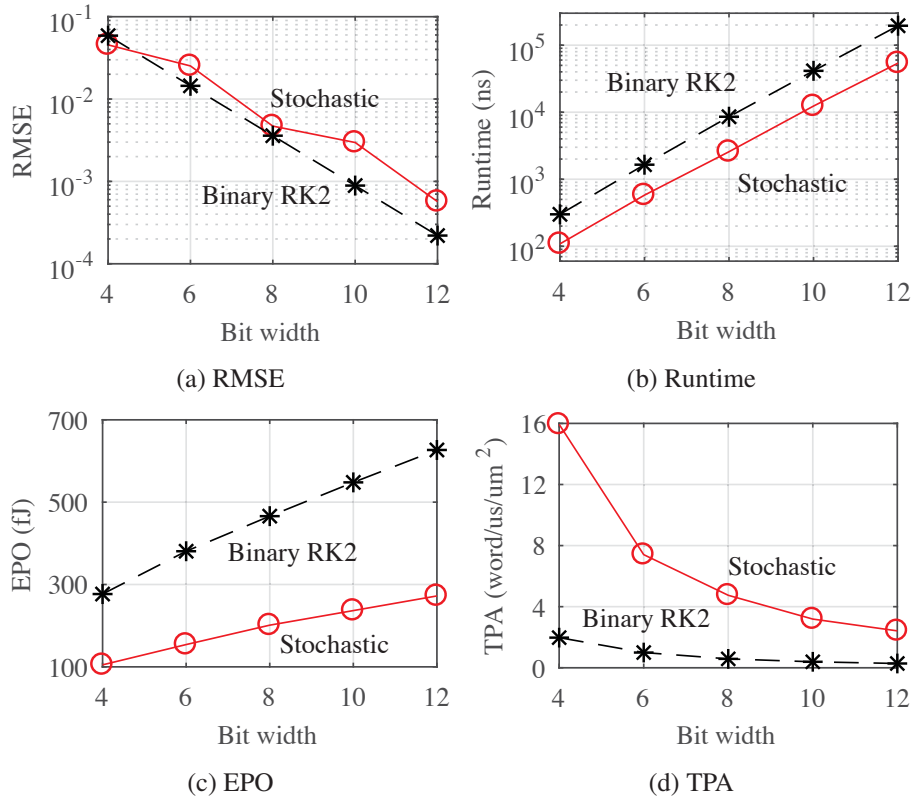 10^-1
10^-2
10^-3
10^-4
RMSE
Stochastic
Binary RK2
4 6 8 10 12
Bit width
(a) RMSE
10^5
10^4
10^3
10^2
Runtime (ns)
Binary RK2
Stochastic
4 6 8 10 12
Bit width
(b) Runtime
700
500
300
100
EPO (fJ)
Binary RK2
Stochastic
4 6 8 10 12
Bit width
(c) EPO
16
12
8
4
0
TPA (word/us/um^2)
Stochastic
Binary RK2
4 6 8 10 12
Bit width
(d) TPA